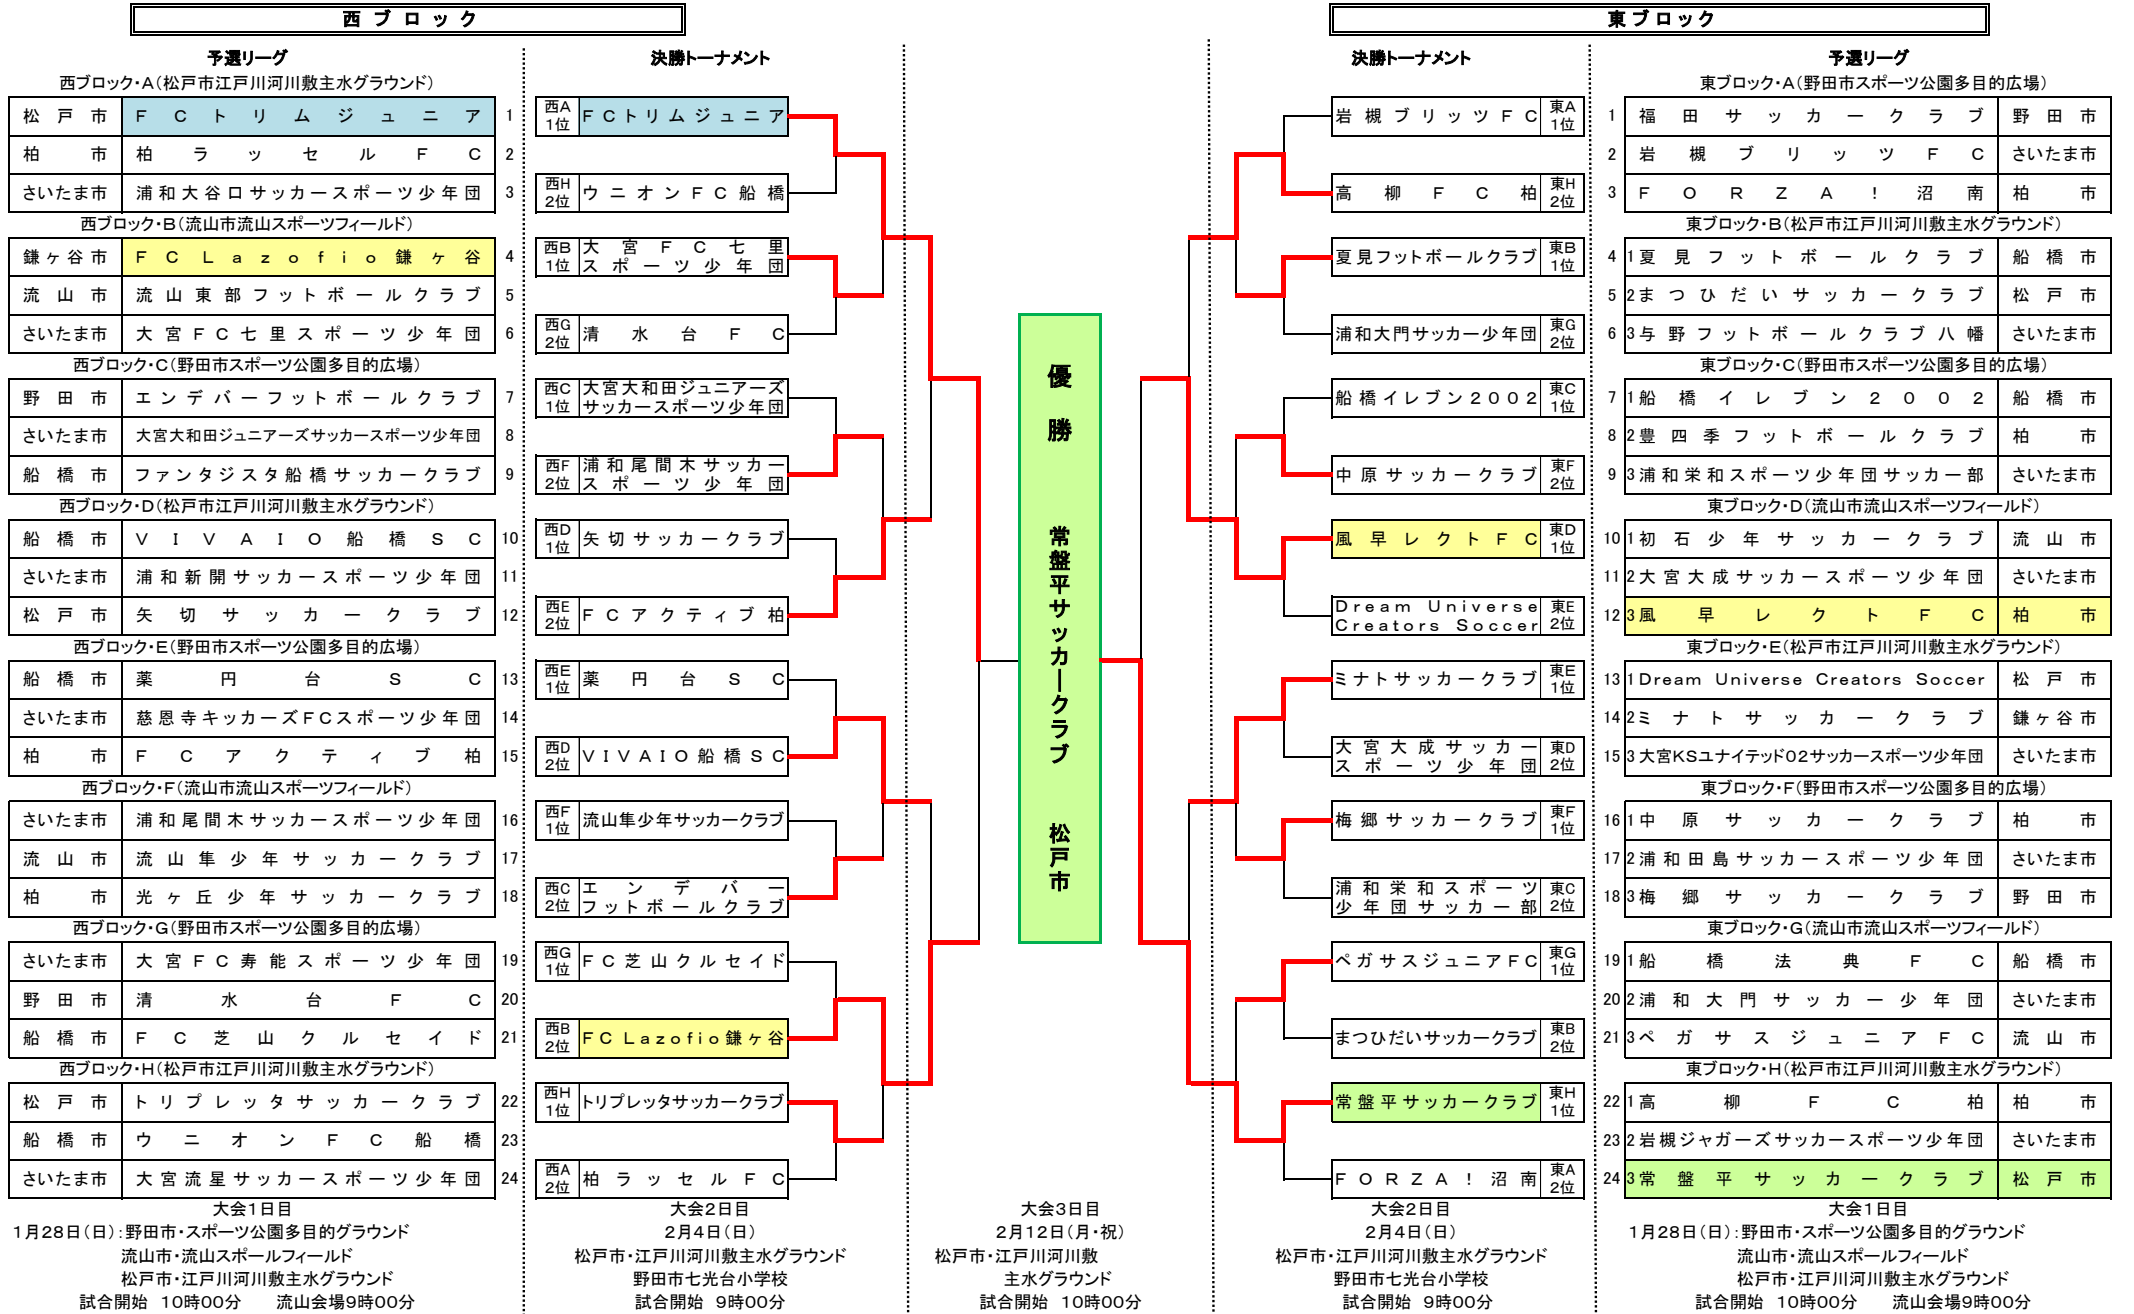 西ブロック
東ブロック
予選リーグ
決勝トーナメント
決勝トーナメント
予選リーグ
西ブロック・A(松戸市江戸川河川敷主水グラウンド)
松戸市 FCトリムジュニア 1
柏市 柏ラッセルFC 2
さいたま市 浦和大谷口サッカースポーツ少年団 3
西ブロック・B(流山市流山スポーツフィールド)
鎌ヶ谷市 FCLazofio鎌ヶ谷 4
流山市 流山東部フットボールクラブ 5
さいたま市 大宮FC七里スポーツ少年団 6
西ブロック・C(野田市スポーツ公園多目的広場)
野田市 エンデバーフットボールクラブ 7
さいたま市 大宮大和田ジュニアーズサッカースポーツ少年団 8
船橋市 ファンタジスタ船橋サッカークラブ 9
西ブロック・D(松戸市江戸川河川敷主水グラウンド)
船橋市 VIVAIO船橋SC 10
さいたま市 浦和新開サッカースポーツ少年団 11
松戸市 矢切サッカークラブ 12
西ブロック・E(野田市スポーツ公園多目的広場)
船橋市 薬円台SC 13
さいたま市 慈恩寺キッカーズFCスポーツ少年団 14
柏市 FCアクティブ柏 15
西ブロック・F(流山市流山スポーツフィールド)
さいたま市 浦和尾間木サッカースポーツ少年団 16
流山市 流山隼少年サッカークラブ 17
柏市 光ヶ丘少年サッカークラブ 18
西ブロック・G(野田市スポーツ公園多目的広場)
さいたま市 大宮FC寿能スポーツ少年団 19
野田市 清水台FC 20
船橋市 FC芝山クルセイド 21
西ブロック・H(松戸市江戸川河川敷主水グラウンド)
松戸市 トリプレッタサッカークラブ 22
船橋市 ウニオンFC船橋 23
さいたま市 大宮流星サッカースポーツ少年団 24
大会1日目
1月28日(日):野田市・スポーツ公園多目的グラウンド
流山市・流山スポールフィールド
松戸市・江戸川河川敷主水グラウンド
試合開始 10時00分 流山会場9時00分
西A 1位 FCトリムジュニア
西H 2位 ウニオンFC船橋
西B 1位 大宮FC七里
スポーツ少年団
西G 2位 清水台FC
西C 1位 大宮大和田ジュニアーズ
サッカースポーツ少年団
西F 2位 浦和尾間木サッカー
スポーツ少年団
西D 1位 矢切サッカークラブ
西E 2位 FCアクティブ柏
西E 1位 薬円台SC
西D 2位 VIVAIO船橋SC
西F 1位 流山隼少年サッカークラブ
西C 2位 エンデバー
フットボールクラブ
西G 1位 FC芝山クルセイド
西B 2位 FCLazofio鎌ヶ谷
西H 1位 トリプレッタサッカークラブ
西A 2位 柏ラッセルFC
大会2日目
2月4日(日)
松戸市・江戸川河川敷主水グラウンド
野田市七光台小学校
試合開始 9時00分
優勝 常盤平サッカークラブ 松戸市
大会3日目
2月12日(月・祝)
松戸市・江戸川河川敷
主水グラウンド
試合開始 10時00分
岩槻ブリッツFC 東A 1位
高柳FC柏 東H 2位
夏見フットボールクラブ 東B 1位
浦和大門サッカー少年団 東G 2位
船橋イレブン2002 東C 1位
中原サッカークラブ 東F 2位
風早レクトFC 東D 1位
Dream Universe
Creators Soccer 東E 2位
ミナトサッカークラブ 東E 1位
大宮大成サッカー
スポーツ少年団 東D 2位
梅郷サッカークラブ 東F 1位
浦和栄和スポーツ
少年団サッカー部 東C 2位
ペガサスジュニアFC 東G 1位
まつひだいサッカークラブ 東B 2位
常盤平サッカークラブ 東H 1位
FORZA!沼南 東A 2位
大会2日目
2月4日(日)
松戸市・江戸川河川敷主水グラウンド
野田市七光台小学校
試合開始 9時00分
東ブロック・A(野田市スポーツ公園多目的広場)
1 福田サッカークラブ 野田市
2 岩槻ブリッツFC さいたま市
3 FORZA!沼南 柏市
東ブロック・B(松戸市江戸川河川敷主水グラウンド)
4 1 夏見フットボールクラブ 船橋市
5 2 まつひだいサッカークラブ 松戸市
6 3 与野フットボールクラブ八幡 さいたま市
東ブロック・C(野田市スポーツ公園多目的広場)
7 1 船橋イレブン2002 船橋市
8 2 豊四季フットボールクラブ 柏市
9 3 浦和栄和スポーツ少年団サッカー部 さいたま市
東ブロック・D(流山市流山スポーツフィールド)
10 1 初石少年サッカークラブ 流山市
11 2 大宮大成サッカースポーツ少年団 さいたま市
12 3 風早レクトFC 柏市
東ブロック・E(松戸市江戸川河川敷主水グラウンド)
13 1 Dream Universe Creators Soccer 松戸市
14 2 ミナトサッカークラブ 鎌ヶ谷市
15 3 大宮KSユナイテッド02サッカースポーツ少年団 さいたま市
東ブロック・F(野田市スポーツ公園多目的広場)
16 1 中原サッカークラブ 柏市
17 2 浦和田島サッカースポーツ少年団 さいたま市
18 3 梅郷サッカークラブ 野田市
東ブロック・G(流山市流山スポーツフィールド)
19 1 船橋法典FC 船橋市
20 2 浦和大門サッカー少年団 さいたま市
21 3 ペガサスジュニアFC 流山市
東ブロック・H(松戸市江戸川河川敷主水グラウンド)
22 1 高柳FC柏 柏市
23 2 岩槻ジャガーズサッカースポーツ少年団 さいたま市
24 3 常盤平サッカークラブ 松戸市
大会1日目
1月28日(日):野田市・スポーツ公園多目的グラウンド
流山市・流山スポールフィールド
松戸市・江戸川河川敷主水グラウンド
試合開始 10時00分 流山会場9時00分